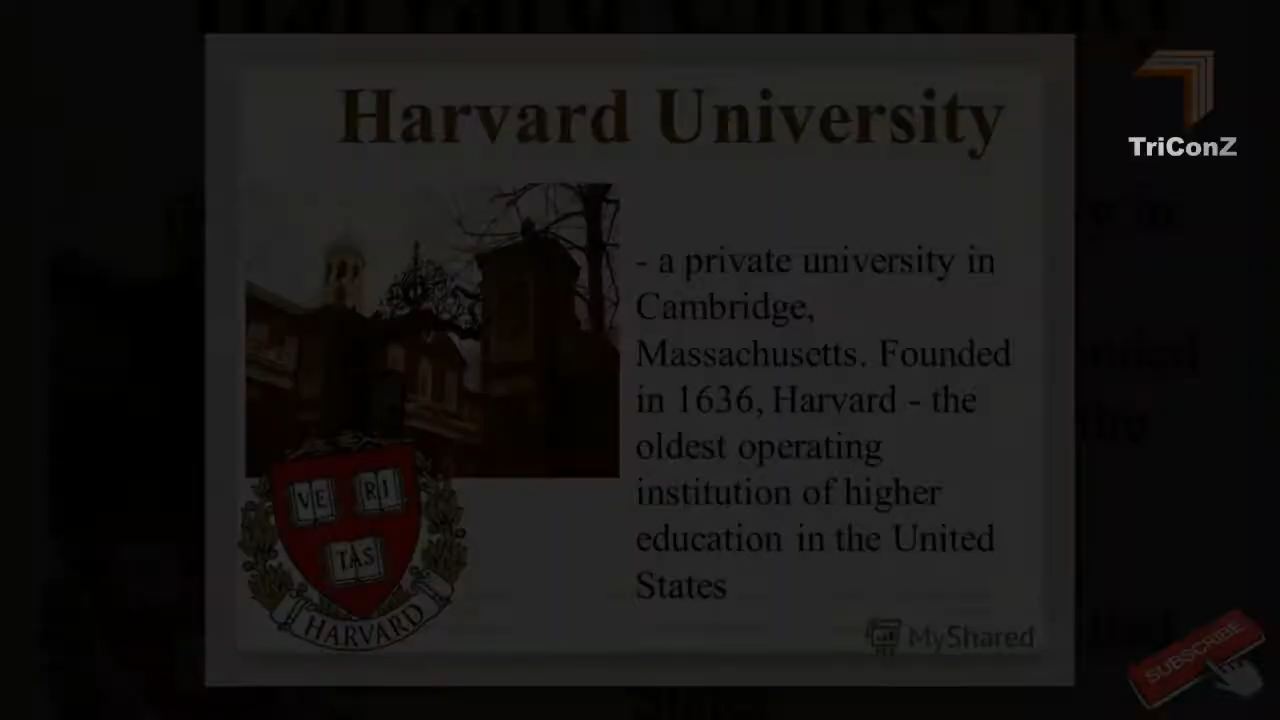 Harvard University
TriConZ
- a private university in
Cambridge,
Massachusetts. Founded
in 1636, Harvard - the
oldest operating
institution of higher
education in the United
States
VE RI
TAS
HARVARD
MyShared
SUBSCRIBE